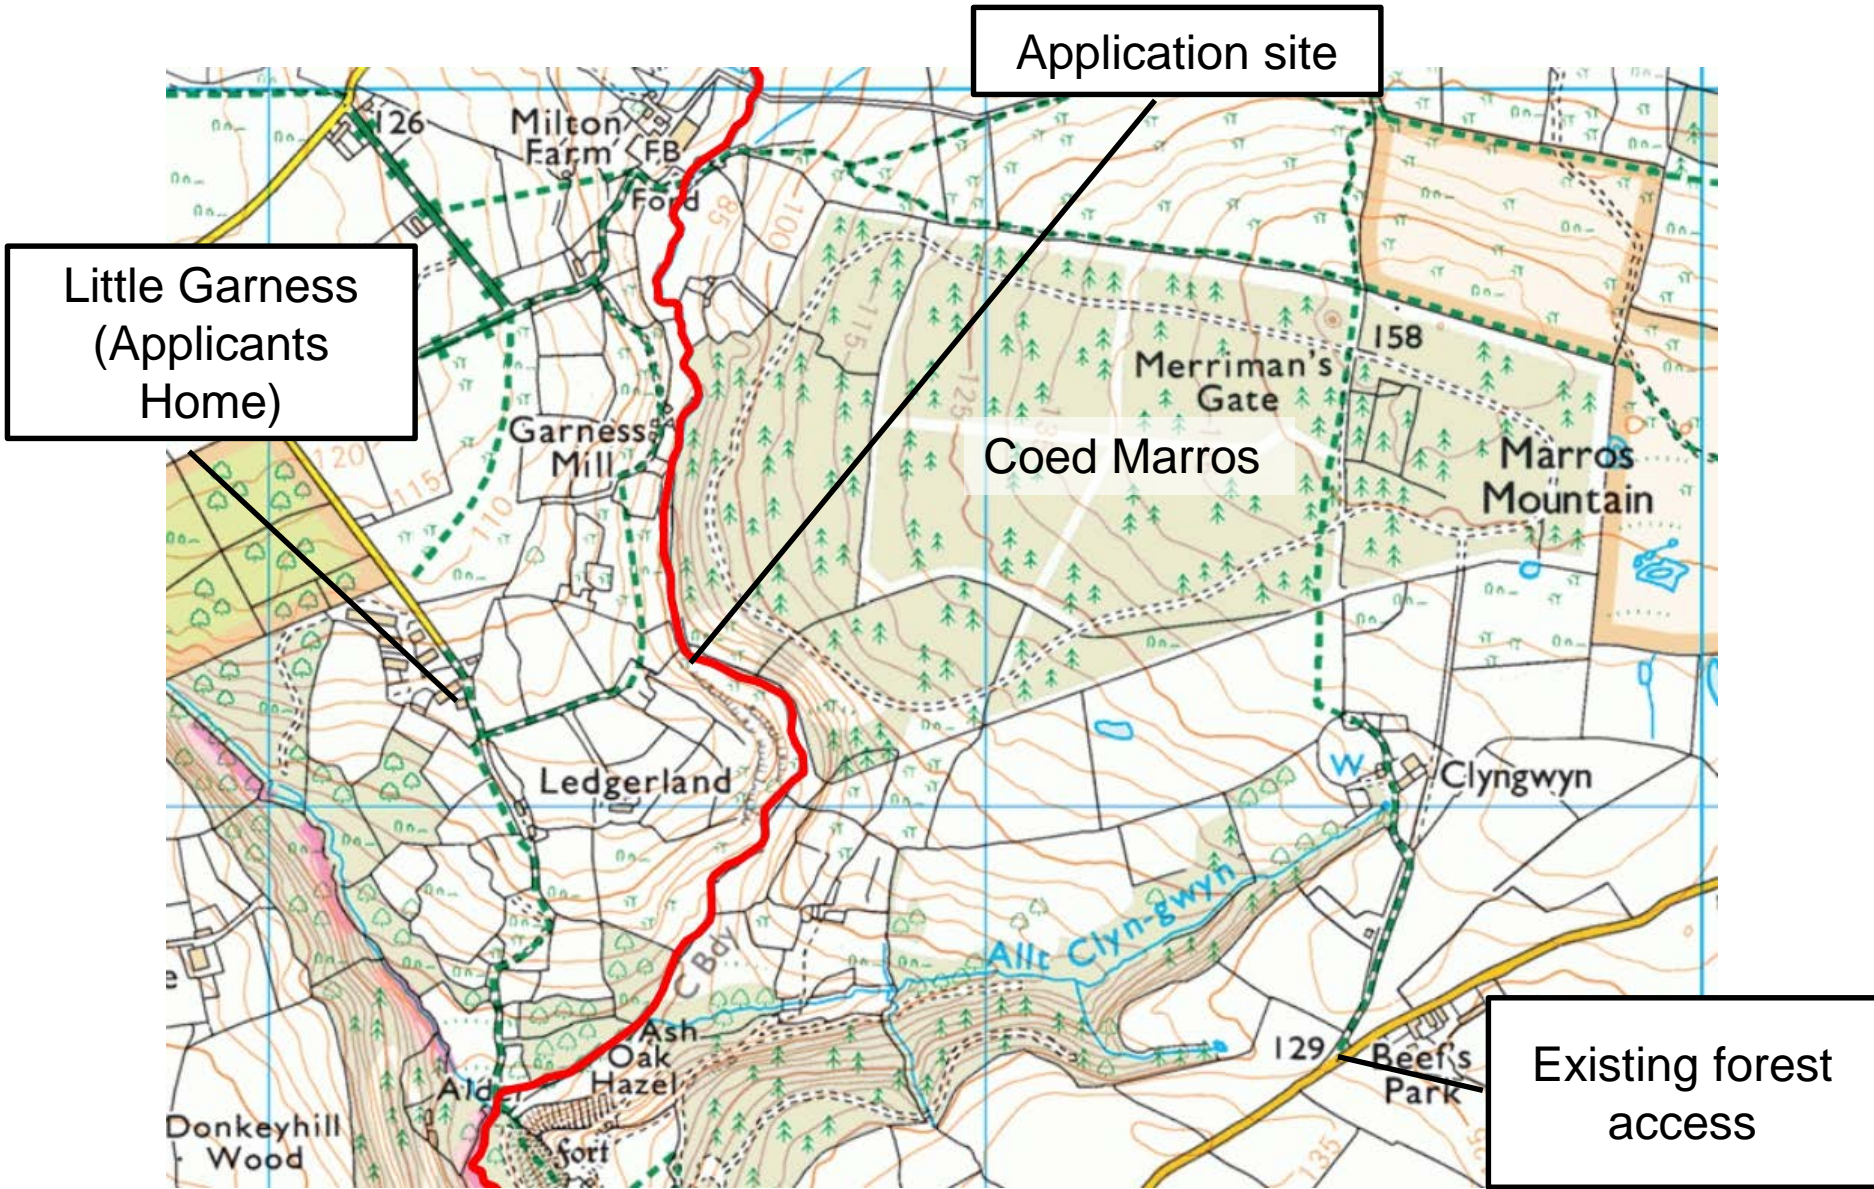 Application site
126
Milton
Farm
FB
Ford
85
100
Little Garness
(Applicants
Home)
115
158
Merriman's
Gate
125
Garness
Mill
Coed Marros
Marros
Mountain
120
115
110
Ledgerland
W
Clyngwyn
C Bdy
Allt Clyn-gwyn
Ash
Oak
Hazel
Alder
129
Beef's
Park
Existing forest
access
Donkeyhill
Wood
fort
135